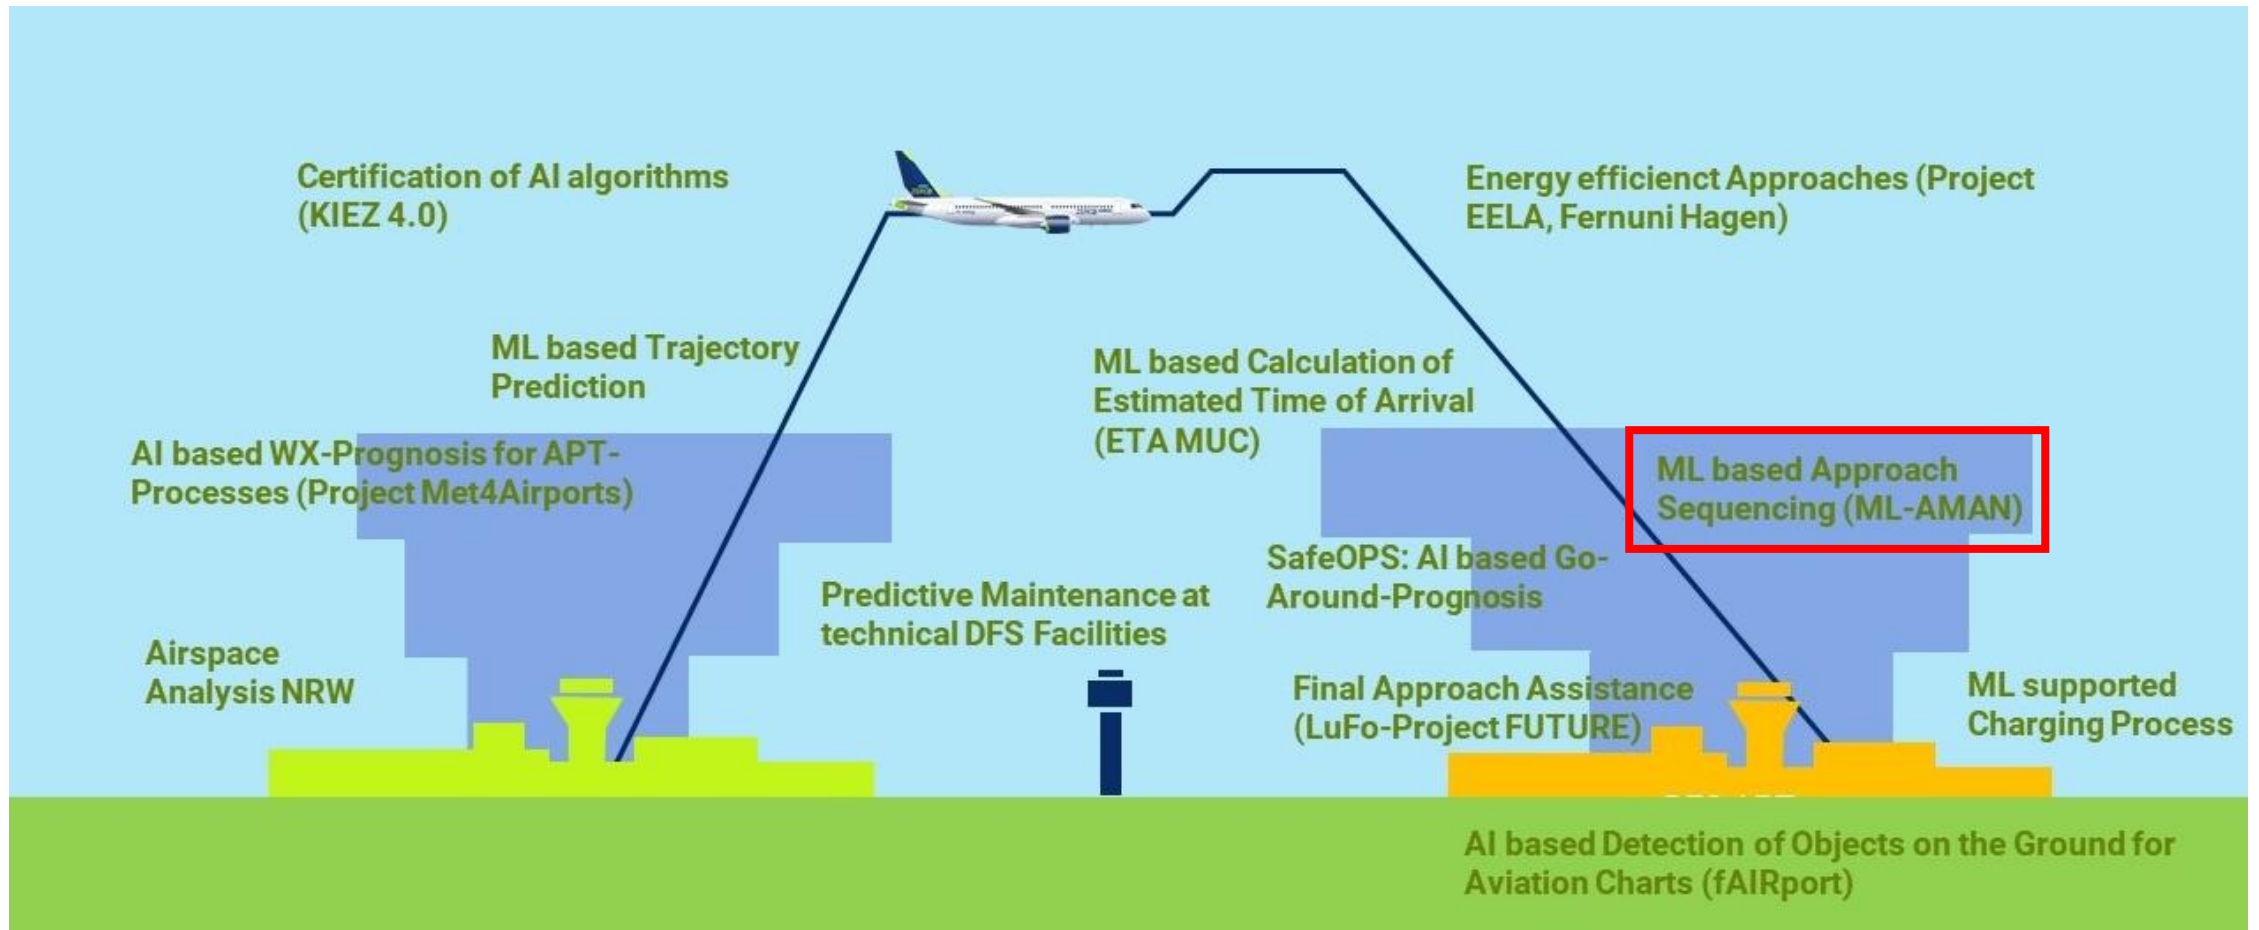 Certification of AI algorithms
(KIEZ 4.0)
Energy efficienct Approaches (Project
EELA, Fernuni Hagen)
ML based Trajectory
Prediction
ML based Calculation of
Estimated Time of Arrival
(ETA MUC)
AI based WX-Prognosis for APT-
Processes (Project Met4Airports)
ML based Approach
Sequencing (ML-AMAN)
SafeOPS: AI based Go-
Around-Prognosis
Predictive Maintenance at
technical DFS Facilities
Airspace
Analysis NRW
Final Approach Assistance
(LuFo-Project FUTURE)
ML supported
Charging Process
AI based Detection of Objects on the Ground for
Aviation Charts (fAIRport)